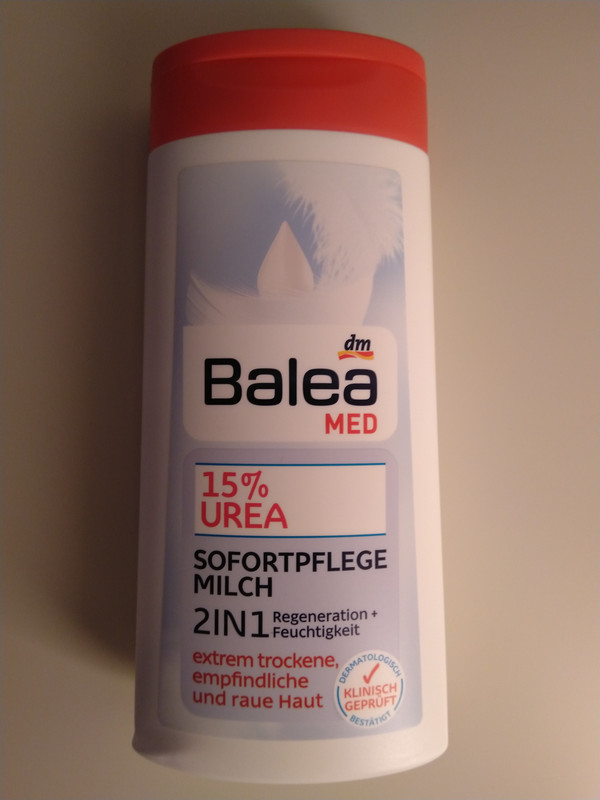 dm
Balea
MED
15%
UREA
SOFORTPFLEGE
MILCH
2IN1 Regeneration +
Feuchtigkeit
extrem trockene,
empfindliche
und raue Haut
DERMATOLOGISCH
KLINISCH
GEPRÜFT
BESTÄTIGT